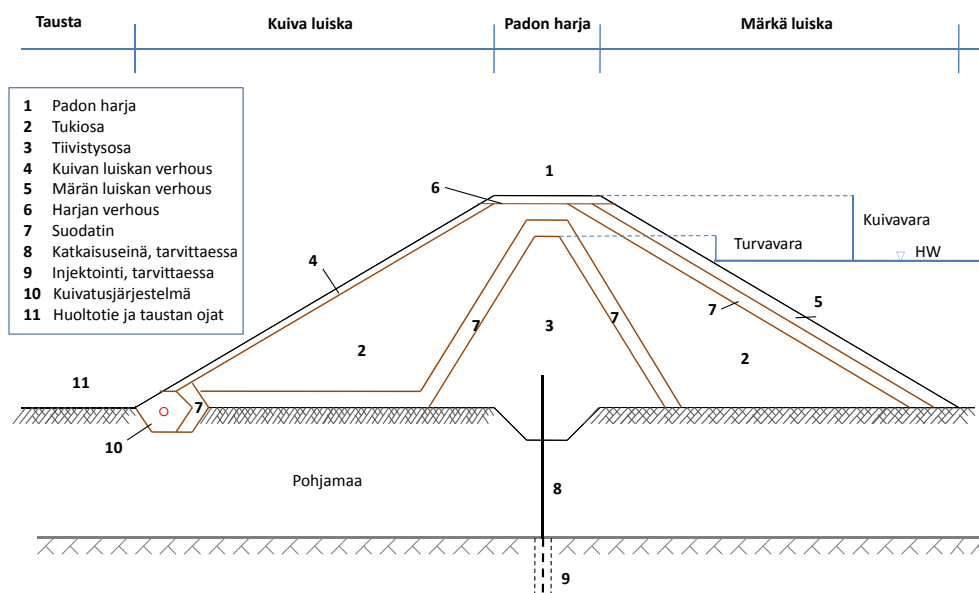 Tausta Kuiva luiska Padon harja Märkä luiska
1 Padon harja
2 Tukiosa
3 Tiivistysosa
4 Kuivan luiskan verhous
5 Märän luiskan verhous
6 Harjan verhous
7 Suodatin
8 Katkaisuseinä, tarvittaessa
9 Injektointi, tarvittaessa
10 Kuivatusjärjestelmä
11 Huoltotie ja taustan ojat
1
6
Kuivavara
Turvavara
HW
4
7
5
7
3
7
2
2
11
7
10
Pohjamaa
8
9